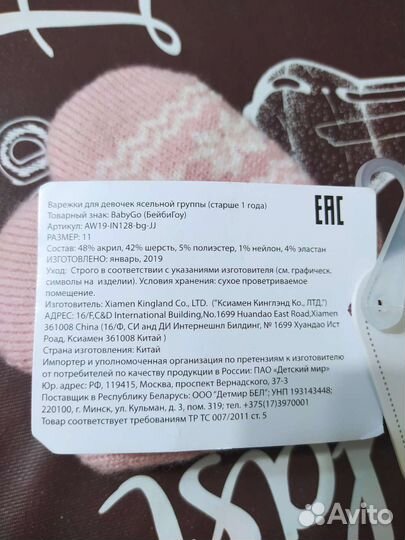 Варежки для девочек ясельной группы (старше 1 года)
Товарный знак: BabyGo (БейбиГоу)
Артикул: AW19-IN128-bg-JJ
РАЗМЕР: 11
Состав: 48% акрил, 42% шерсть, 5% полиэстер, 1% нейлон, 4% эластан
ИЗГОТОВЛЕНО: январь, 2019
Уход: Строго в соответствии с указаниями изготовителя (см. графическ.
символы на изделии). Условия хранения: сухое проветриваемое
помещение.
Изготовитель: Xiamen Kingland Co., LTD. ("Ксиамен Кинглэнд Ко., ЛТД.")
АДРЕС: 16/F,C&D International Building,No.1699 Huandao East Road,Xiamen
361008 China (16/Ф, СИ анд ДИ Интернешнл Билдинг, № 1699 Хуандао Ист
Роад, Ксиамен 361008 Китай)
Страна изготовления: Китай
Импортер и уполномоченная организация по претензиям к изготовителю
от потребителей по качеству продукции в России: ПАО «Детский мир»
Юр. адрес: РФ, 119415, Москва, проспект Вернадского, 37-3
Поставщик в Республику Беларусь: ООО "Детмир БЕЛ"; УНП 193143448;
220100, г. Минск, ул. Кульман, д. 3, пом. 319; тел. +375(17)3970001
Товар соответствует требованиям ТР ТС 007/2011 ст. 5
EAC
Avito